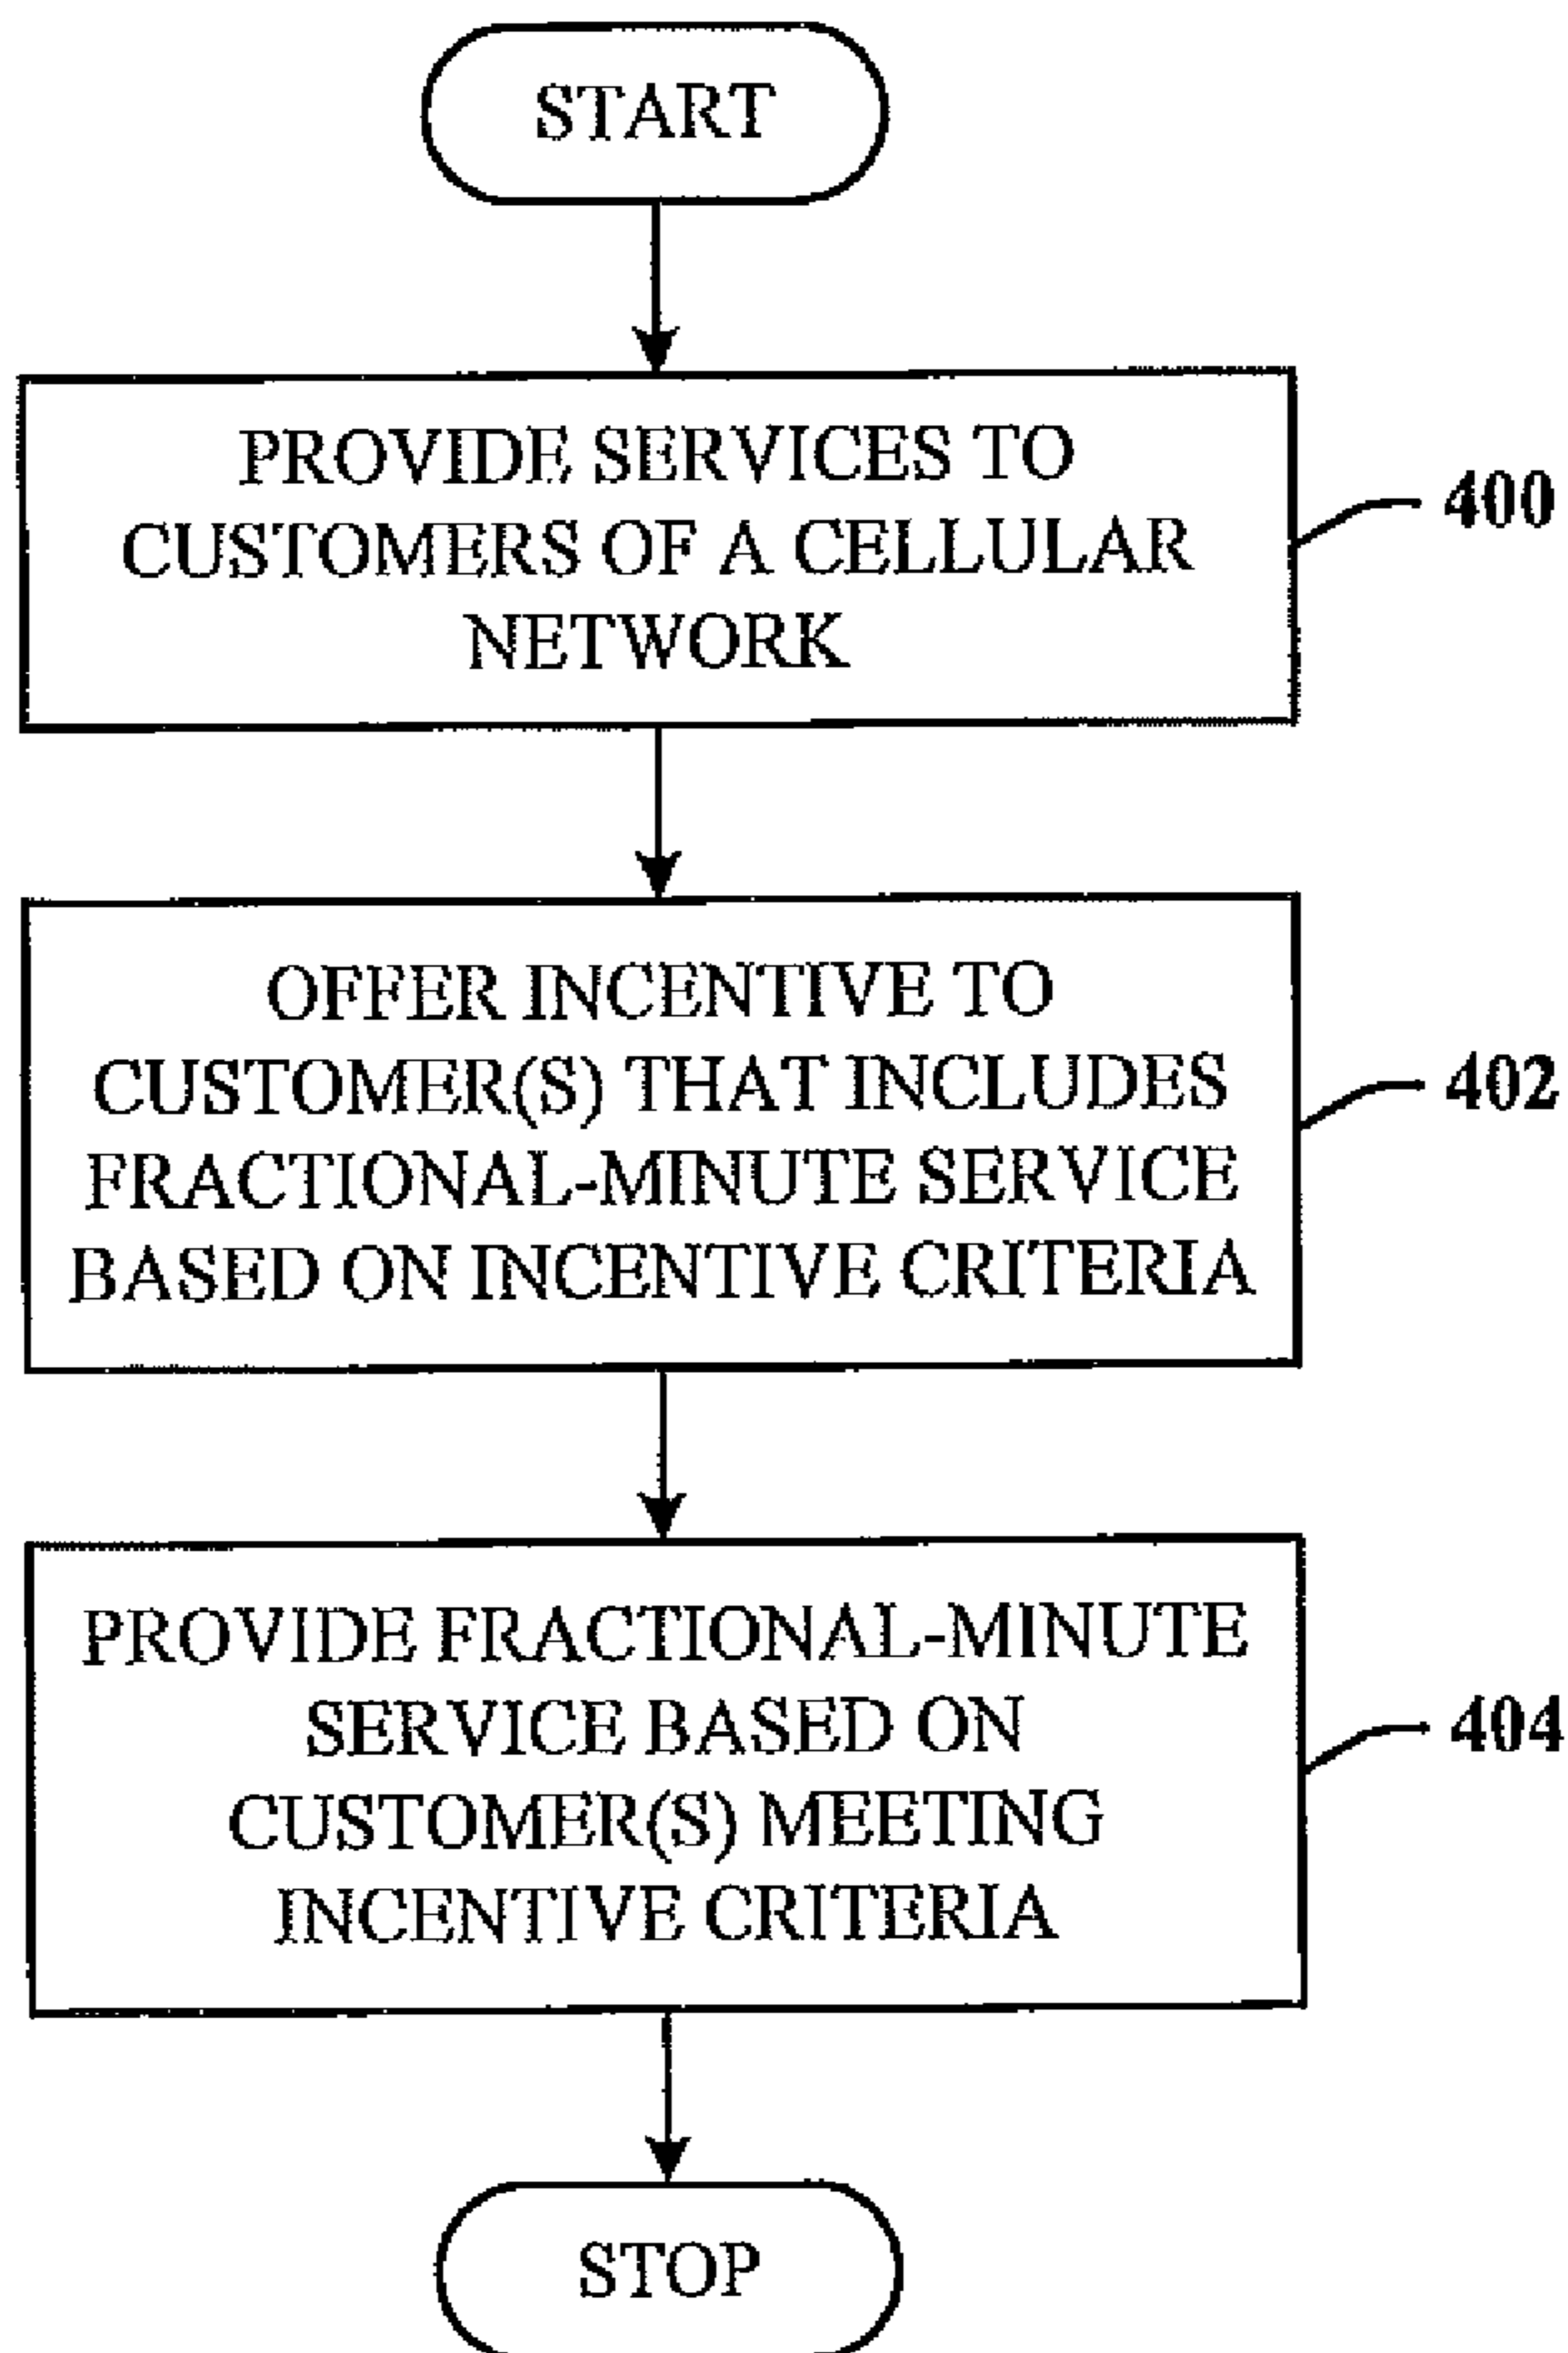 START
PROVIDE SERVICES TO
CUSTOMERS OF A CELLULAR
NETWORK
400
OFFER INCENTIVE TO
CUSTOMER(S) THAT INCLUDES
FRACTIONAL-MINUTE SERVICE
BASED ON INCENTIVE CRITERIA
402
PROVIDE FRACTIONAL-MINUTE
SERVICE BASED ON
CUSTOMER(S) MEETING
INCENTIVE CRITERIA
404
STOP